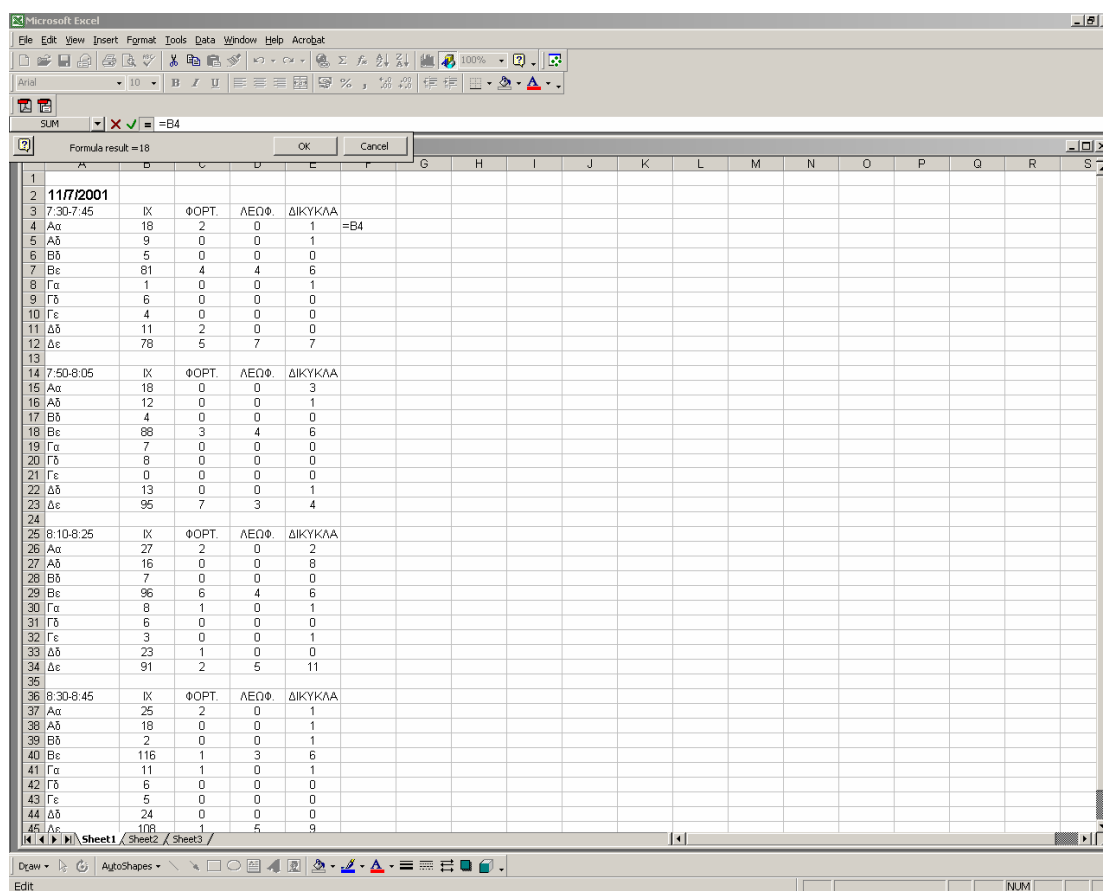 Microsoft Excel
File Edit View Insert Format Tools Data Window Help Acrobat
100%
Arial 10 B I U % ,
SUM = =B4
Formula result =18 OK Cancel
A B C D E F G H I J K L M N O P Q R S
1
2 11/7/2001
3 7:30-7:45 ΙΧ ΦΟΡΤ. ΛΕΩΦ. ΔΙΚΥΚΛΑ
4 Αα 18 2 0 1 =B4
5 Αδ 9 0 0 1
6 Βδ 5 0 0 0
7 Βε 81 4 4 6
8 Γα 1 0 0 1
9 Γδ 6 0 0 0
10 Γε 4 0 0 0
11 Δδ 11 2 0 0
12 Δε 78 5 7 7
13
14 7:50-8:05 ΙΧ ΦΟΡΤ. ΛΕΩΦ. ΔΙΚΥΚΛΑ
15 Αα 18 0 0 3
16 Αδ 12 0 0 1
17 Βδ 4 0 0 0
18 Βε 88 3 4 6
19 Γα 7 0 0 0
20 Γδ 8 0 0 0
21 Γε 0 0 0 0
22 Δδ 13 0 0 1
23 Δε 95 7 3 4
24
25 8:10-8:25 ΙΧ ΦΟΡΤ. ΛΕΩΦ. ΔΙΚΥΚΛΑ
26 Αα 27 2 0 2
27 Αδ 16 0 0 8
28 Βδ 7 0 0 0
29 Βε 96 6 4 6
30 Γα 8 1 0 1
31 Γδ 6 0 0 0
32 Γε 3 0 0 1
33 Δδ 23 1 0 0
34 Δε 91 2 5 11
35
36 8:30-8:45 ΙΧ ΦΟΡΤ. ΛΕΩΦ. ΔΙΚΥΚΛΑ
37 Αα 25 2 0 1
38 Αδ 18 0 0 1
39 Βδ 2 0 0 1
40 Βε 116 1 3 6
41 Γα 11 1 0 1
42 Γδ 6 0 0 0
43 Γε 5 0 0 0
44 Δδ 24 0 0 0
45 Δε 108 1 5 9
Sheet1 Sheet2 Sheet3
Draw AutoShapes
Edit NUM